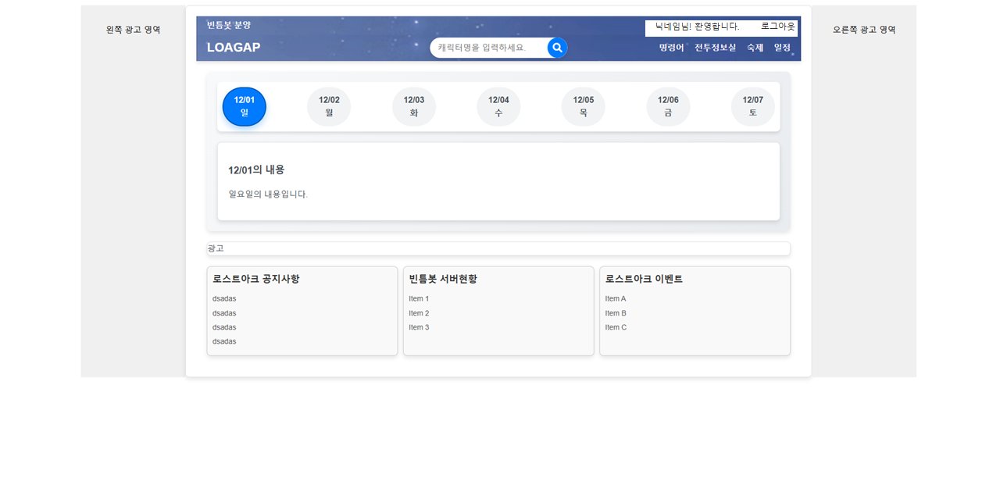 왼쪽 광고 영역
빈틈봇 분양
닉네임님! 환영합니다. 로그아웃
오른쪽 광고 영역
LOAGAP
캐릭터명을 입력하세요.
명령어 전투정보실 숙제 일정
12/01 12/02 12/03 12/04 12/05 12/06 12/07
일 월 화 수 목 금 토
12/01의 내용
일요일의 내용입니다.
광고
로스트아크 공지사항
dsadas
dsadas
dsadas
dsadas
빈틈봇 서버현황
Item 1
Item 2
Item 3
로스트아크 이벤트
Item A
Item B
Item C